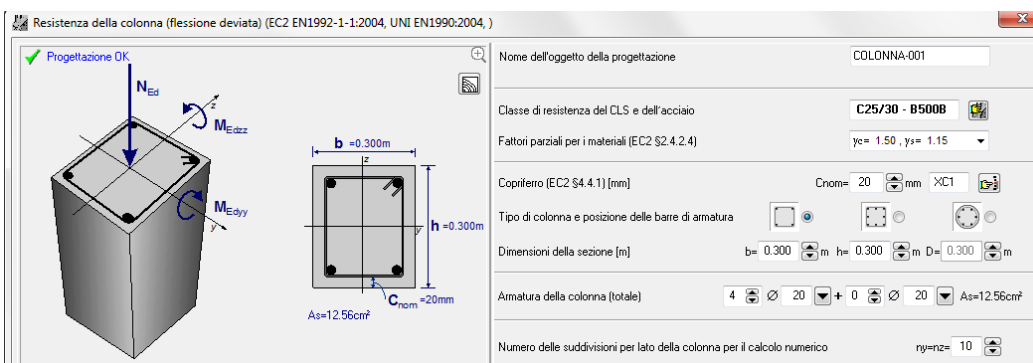 Resistenza della colonna (flessione deviata) (EC2 EN1992-1-1:2004, UNI EN1990:2004, )
Progettazione OK
NEd
z
MEdzz
MEdyy
y
b =0.300m
z
y
h =0.300m
Cnom=20mm
As=12.56cm²
Nome dell'oggetto della progettazione COLONNA-001
Classe di resistenza del CLS e dell'acciaio C25/30 - B500B
Fattori parziali per i materiali (EC2 §2.4.2.4) γc= 1.50 , γs= 1.15
Copriferro (EC2 §4.4.1) [mm] Cnom= 20 mm XC1
Tipo di colonna e posizione delle barre di armatura
Dimensioni della sezione [m] b= 0.300 m h= 0.300 m D= 0.300 m
Armatura della colonna (totale) 4 Ø 20 + 0 Ø 20 As=12.56cm²
Numero delle suddivisioni per lato della colonna per il calcolo numerico ny=nz= 10